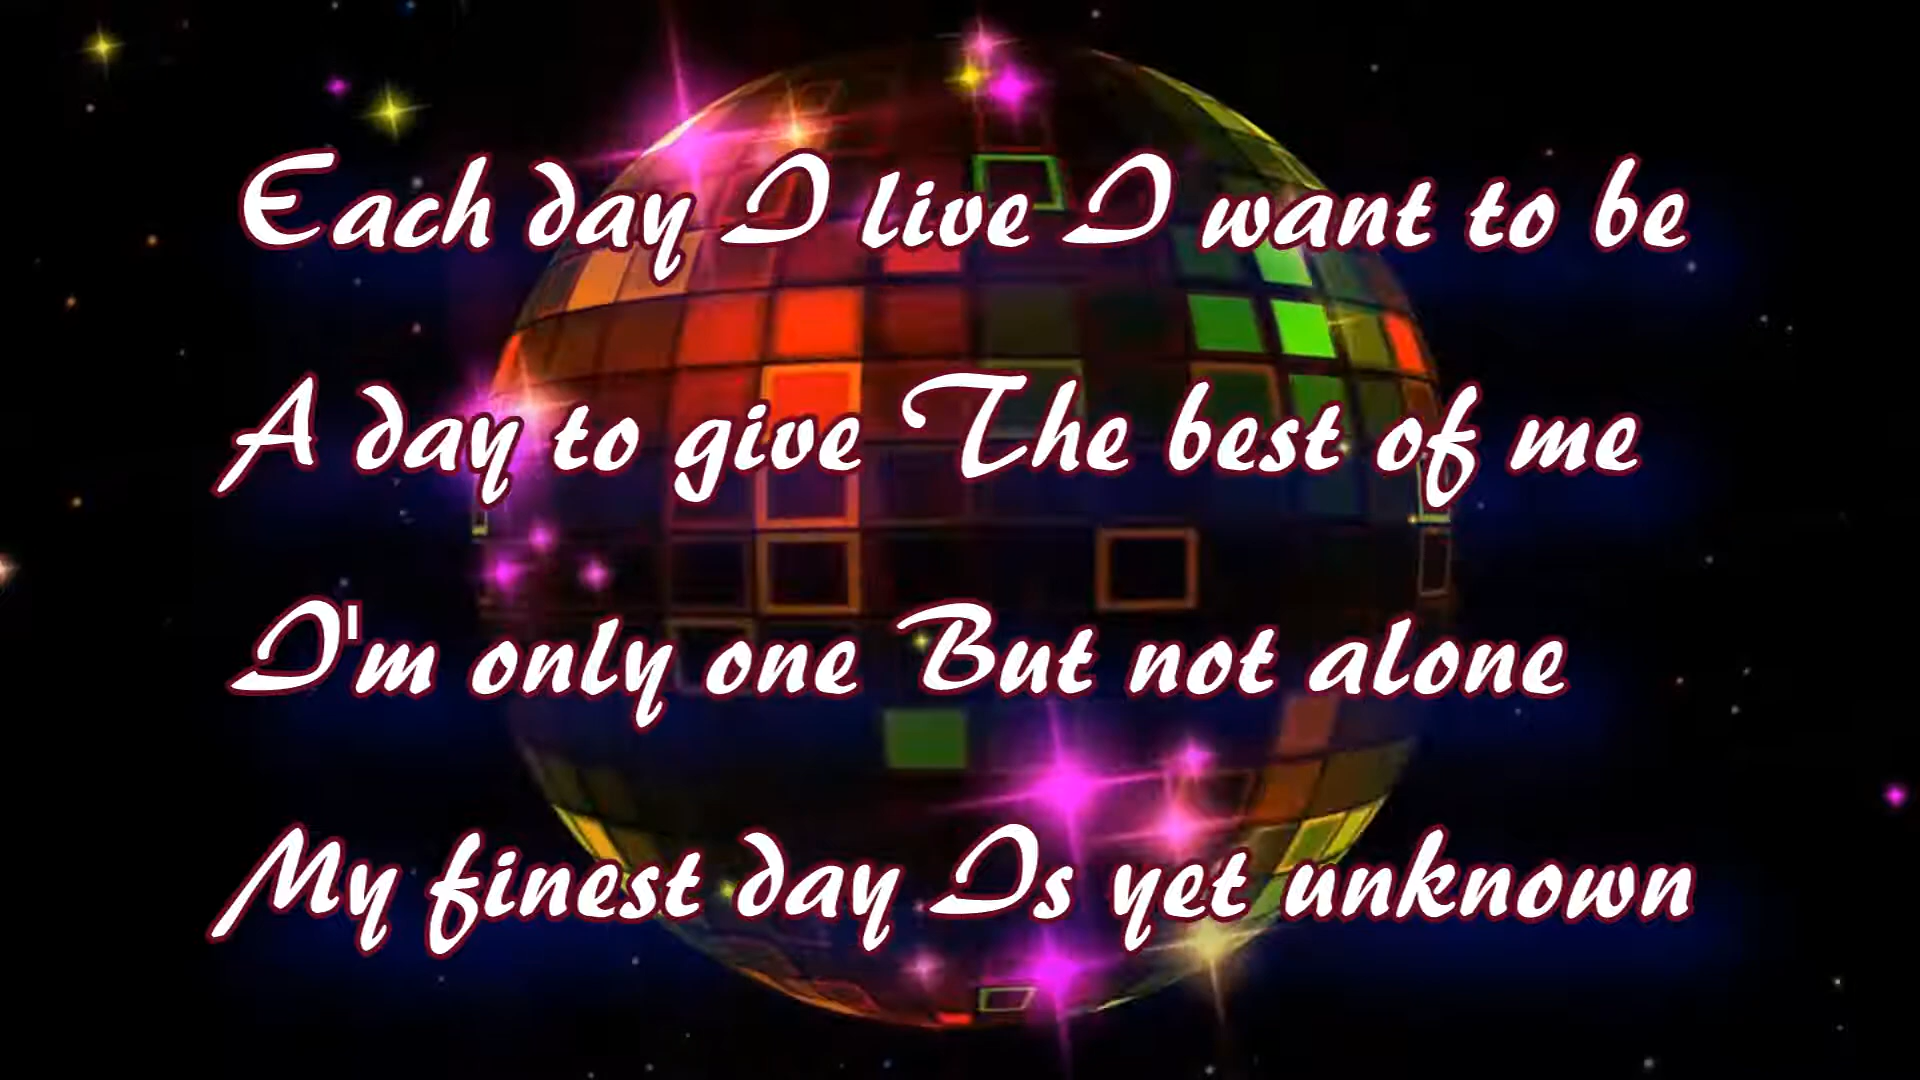 Each day I live I want to be
A day to give The best of me
I'm only one But not alone
My finest day Is yet unknown